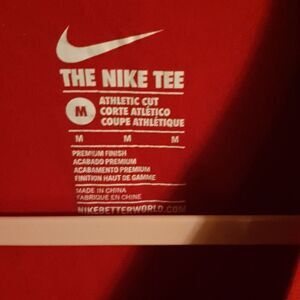 THE NIKE TEE
M
ATHLETIC CUT
CORTE ATLÉTICO
COUPE ATHLÉTIQUE
M M M
PREMIUM FINISH
ACABADO PREMIUM
ACABAMENTO PREMIUM
FINITION HAUT DE GAMME
MADE IN CHINA
FABRIQUÉ EN CHINE
NIKEBETTERWORLD.COM